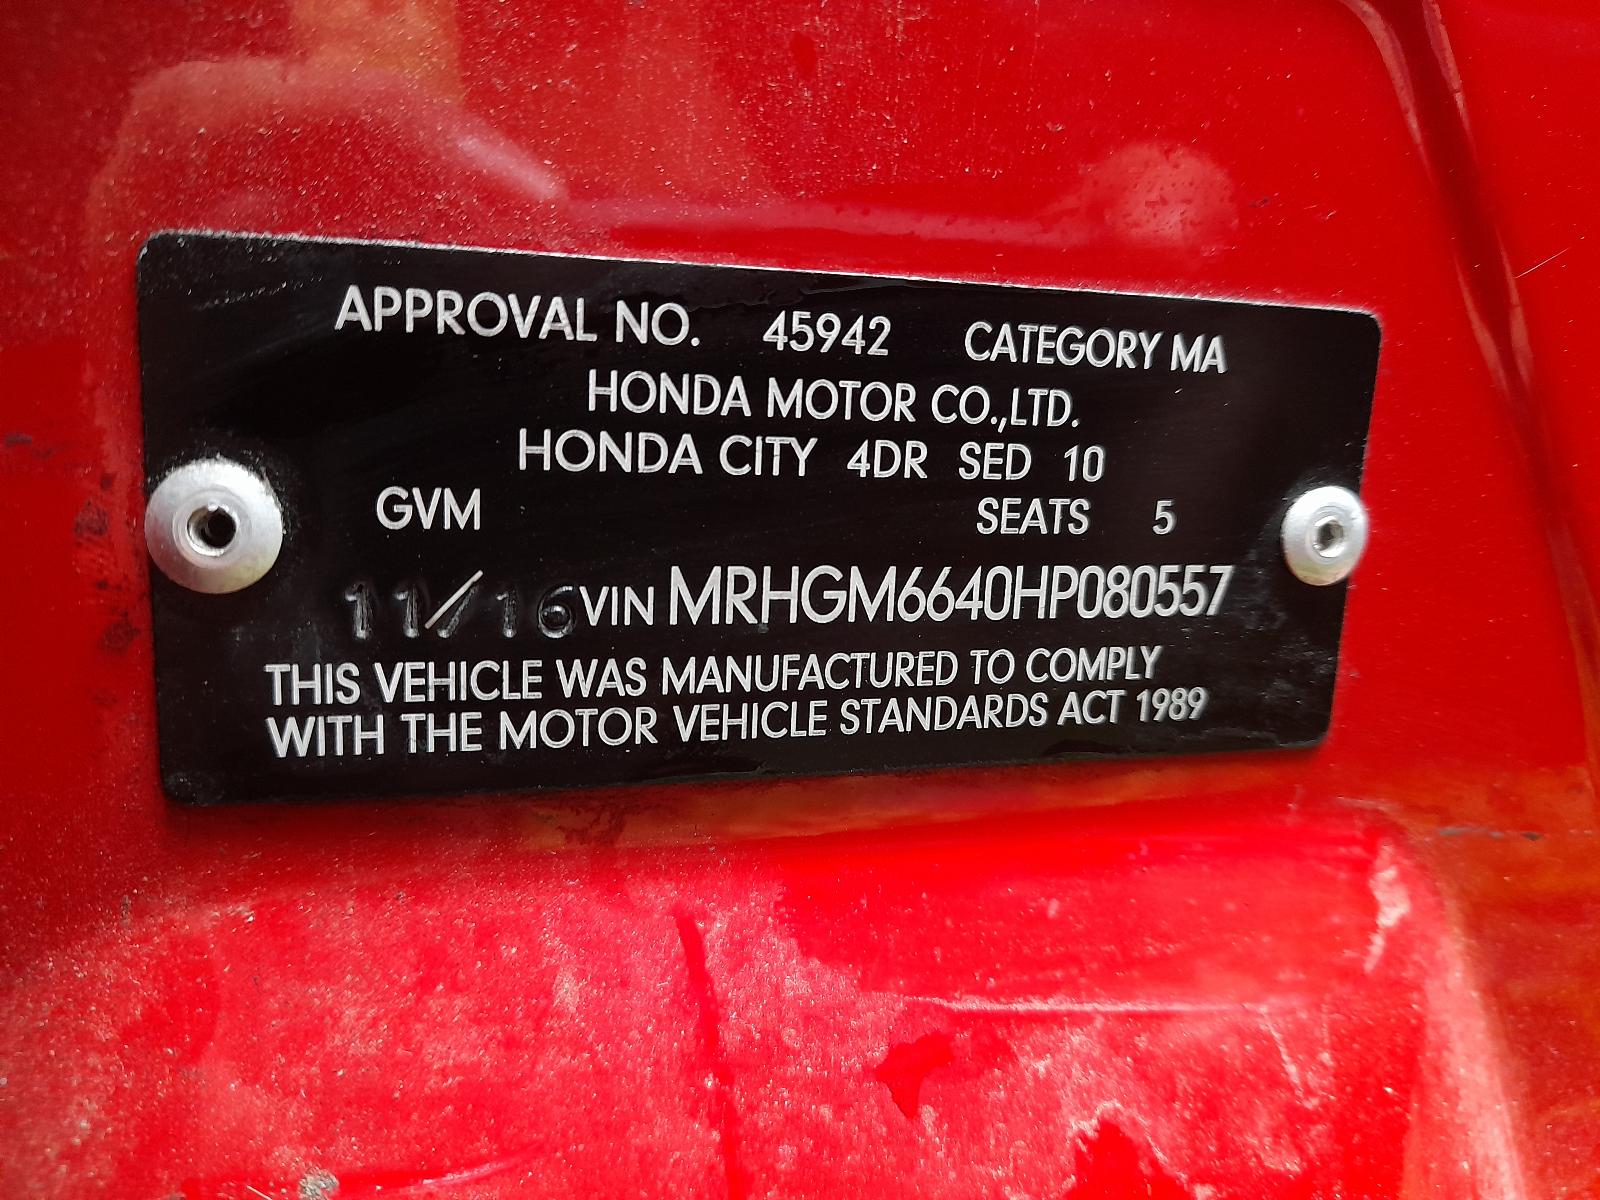 APPROVAL NO. 45942 CATEGORY MA
HONDA MOTOR CO.,LTD.
HONDA CITY 4DR SED 10
GVM SEATS 5
11/16 VIN MRHGM6640HP080557
THIS VEHICLE WAS MANUFACTURED TO COMPLY
WITH THE MOTOR VEHICLE STANDARDS ACT 1989